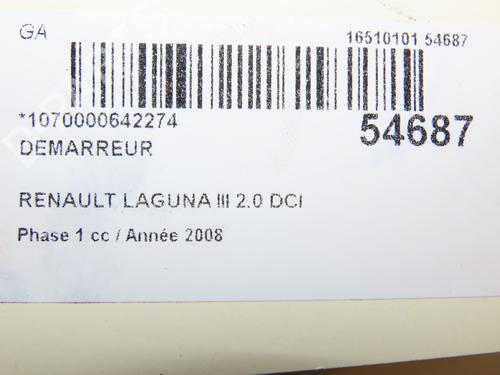 GA
16510101 54687
*1070000642274
54687
DEMARREUR
RENAULT LAGUNA III 2.0 DCI
Phase 1 cc / Année 2008